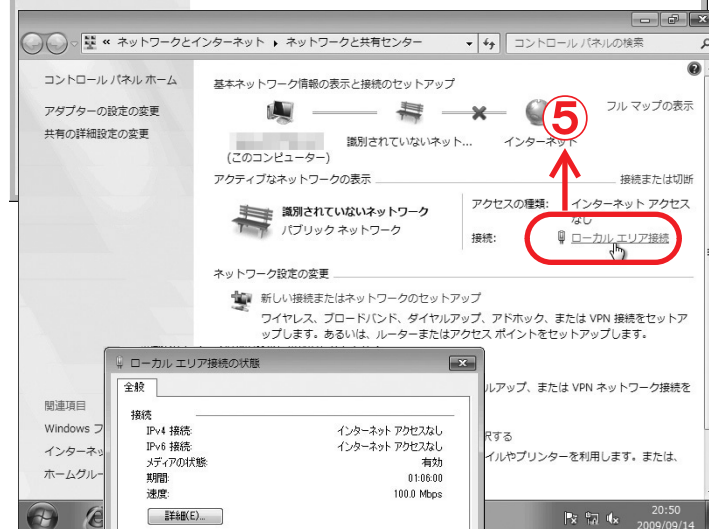 ネットワークとインターネット ▸ ネットワークと共有センター
コントロール パネルの検索
コントロール パネル ホーム
アダプターの設定の変更
共有の詳細設定の変更
基本ネットワーク情報の表示と接続のセットアップ
フル マップの表示
⑤
識別されていないネット...
インターネット
(このコンピューター)
アクティブなネットワークの表示
接続または切断
識別されていないネットワーク
パブリック ネットワーク
アクセスの種類:
インターネット アクセス
なし
接続:
ローカル エリア接続
ネットワーク設定の変更
新しい接続またはネットワークのセットアップ
ワイヤレス、ブロードバンド、ダイヤルアップ、アドホック、または VPN 接続をセットア
ップします。あるいは、ルーターまたはアクセス ポイントをセットアップします。
ルアップ、または VPN ネットワーク接続を
択する
イルやプリンターを利用します。または、
関連項目
Windows フ
インターネッ
ホームグルー
ローカル エリア接続の状態
全般
接続
IPv4 接続: インターネット アクセスなし
IPv6 接続: インターネット アクセスなし
メディアの状態: 有効
期間: 01:06:00
速度: 100.0 Mbps
詳細(E)...
20:50
2009/09/14